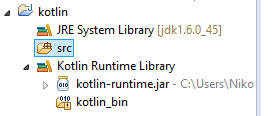 kotlin
JRE System Library [jdk1.6.0_45]
src
Kotlin Runtime Library
kotlin-runtime.jar - C:\Users\Niko
kotlin_bin